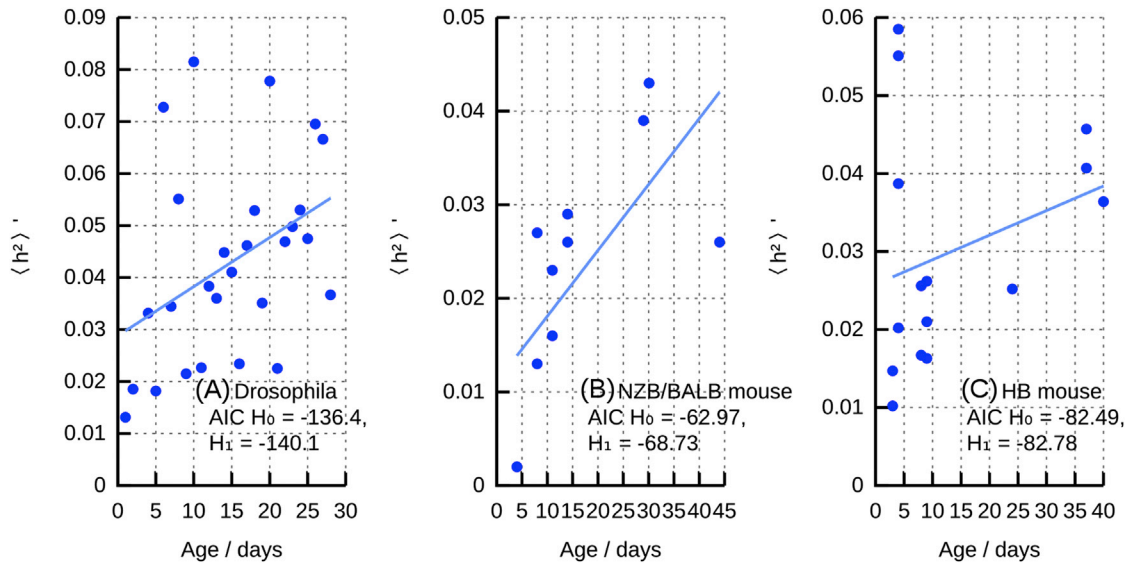 0.09
0.08
0.07
0.06
0.05
0.04
0.03
0.02
0.01
0
⟨ h²⟩ '
0 5 10 15 20 25 30
Age / days
(A) Drosophila
AIC H₀ = -136.4,
H₁ = -140.1
0.05
0.04
0.03
0.02
0.01
0
⟨ h²⟩ '
0 5 10 15 20 25 30 35 40 45
Age / days
(B) NZB/BALB mouse
AIC H₀ = -62.97,
H₁ = -68.73
0.06
0.05
0.04
0.03
0.02
0.01
0
⟨ h²⟩ '
0 5 10 15 20 25 30 35 40
Age / days
(C) HB mouse
AIC H₀ = -82.49,
H₁ = -82.78